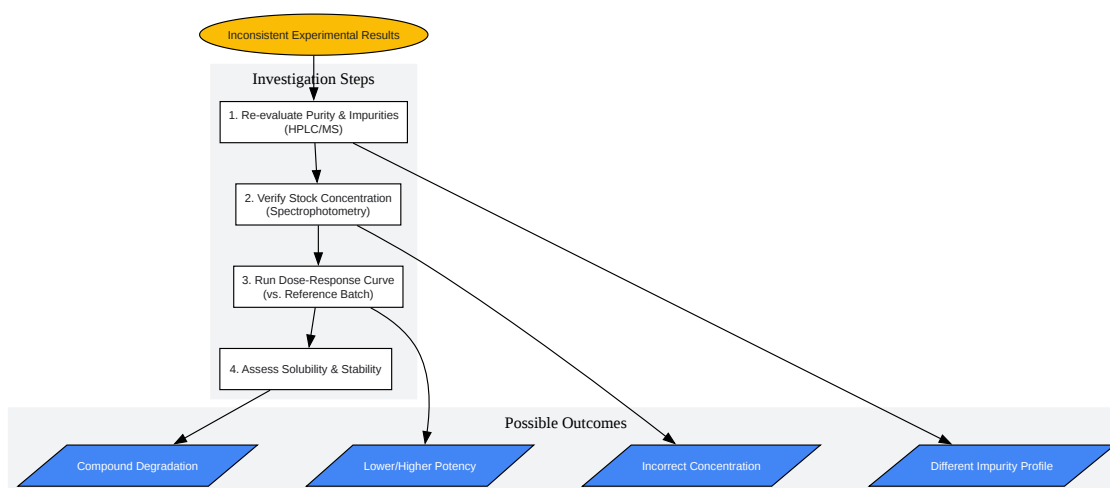 Inconsistent Experimental Results
Investigation Steps
1. Re-evaluate Purity & Impurities
(HPLC/MS)
2. Verify Stock Concentration
(Spectrophotometry)
3. Run Dose-Response Curve
(vs. Reference Batch)
4. Assess Solubility & Stability
Possible Outcomes
Compound Degradation
Lower/Higher Potency
Incorrect Concentration
Different Impurity Profile